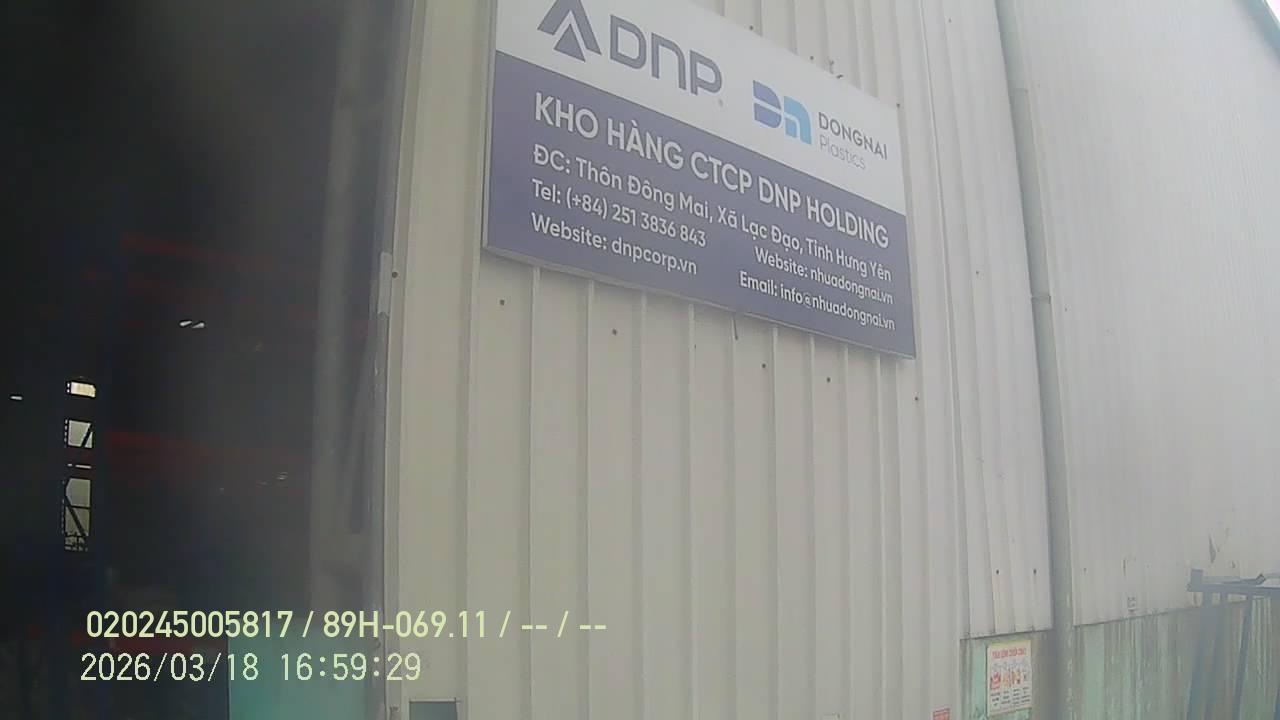 DNP
DONGNAI
Plastics
KHO HÀNG CTCP DNP HOLDING
ĐC: Thôn Đông Mai, Xã Lạc Đạo, Tỉnh Hưng Yên
Tel: (+84) 251 3836 843
Website: nhuadongnai.vn
Website: dnpcorp.vn
Email: info@nhuadongnai.vn
020245005817 / 89H-069.11 / -- / --
2026/03/18 16:59:29